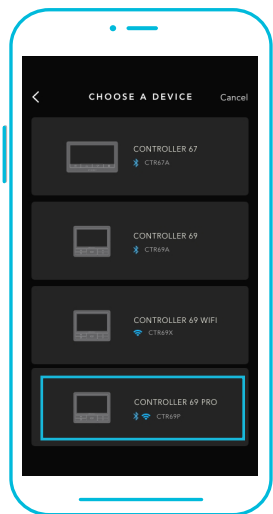 CHOOSE A DEVICE Cancel
CONTROLLER 67
CTR67A
CONTROLLER 69
CTR69A
CONTROLLER 69 WIFI
CTR69X
CONTROLLER 69 PRO
CTR69P